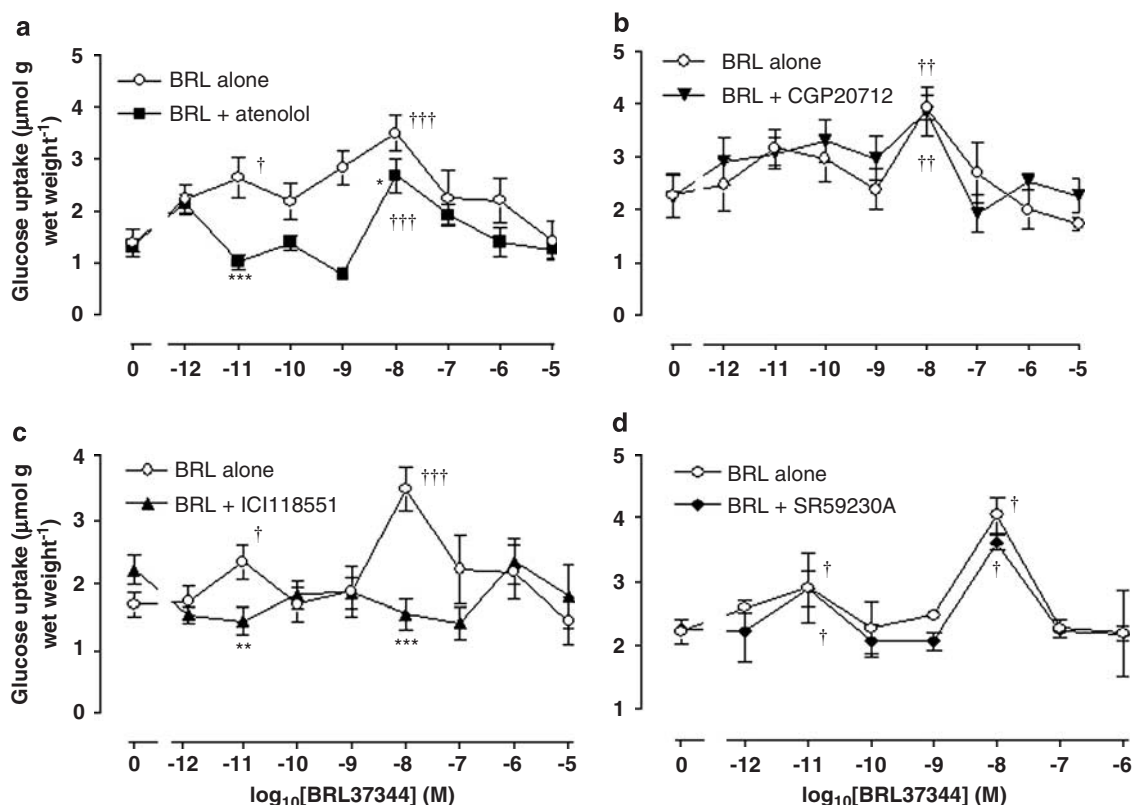 a
Glucose uptake (μmol g
wet weight⁻¹)
5
4
3
2
1
0
BRL alone
BRL + atenolol
†
†††
*
†††
***
0 -12 -11 -10 -9 -8 -7 -6 -5
b
5
4
3
2
1
0
BRL alone
BRL + CGP20712
††
††
0 -12 -11 -10 -9 -8 -7 -6 -5
c
Glucose uptake (μmol g
wet weight⁻¹)
4
3
2
1
0
BRL alone
BRL + ICI118551
†
†††
**
***
0 -12 -11 -10 -9 -8 -7 -6 -5
log₁₀[BRL37344] (M)
d
5
4
3
2
1
BRL alone
BRL + SR59230A
†
†
†
†
0 -12 -11 -10 -9 -8 -7 -6
log₁₀[BRL37344] (M)